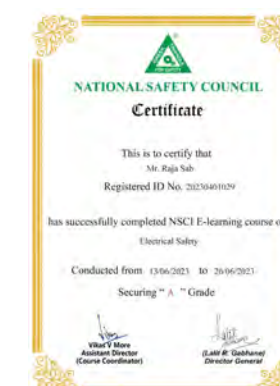 NATIONAL SAFETY COUNCIL
Certificate
This is to certify that
Mr. Raja Sab
Registered ID No. 20230401029
has successfully completed NSCI E-learning course o
Electrical Safety
Conducted from 13/06/2023 to 26/06/2023
Securing " A " Grade
Vikas V More
Assistant Director
(Course Coordinator)
(Lalit R. Gabhane)
Director General